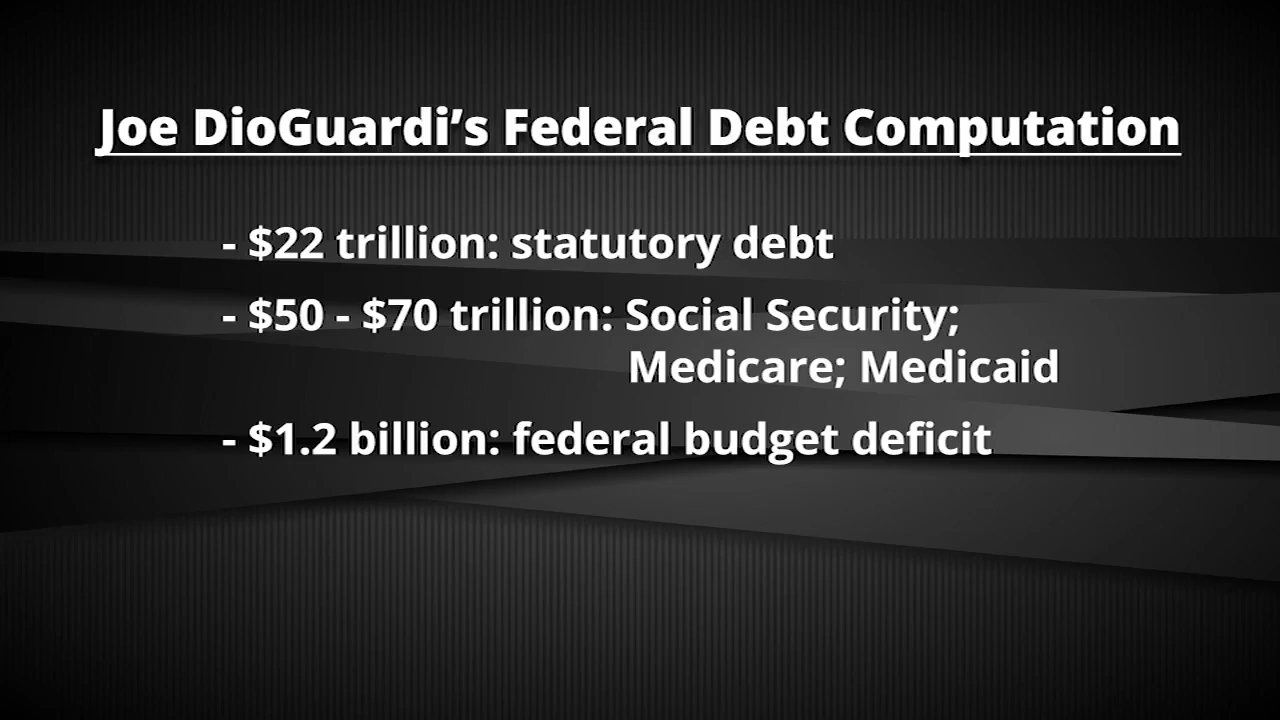 Joe DioGuardi’s Federal Debt Computation
- $22 trillion: statutory debt
- $50 - $70 trillion: Social Security;
Medicare; Medicaid
- $1.2 billion: federal budget deficit